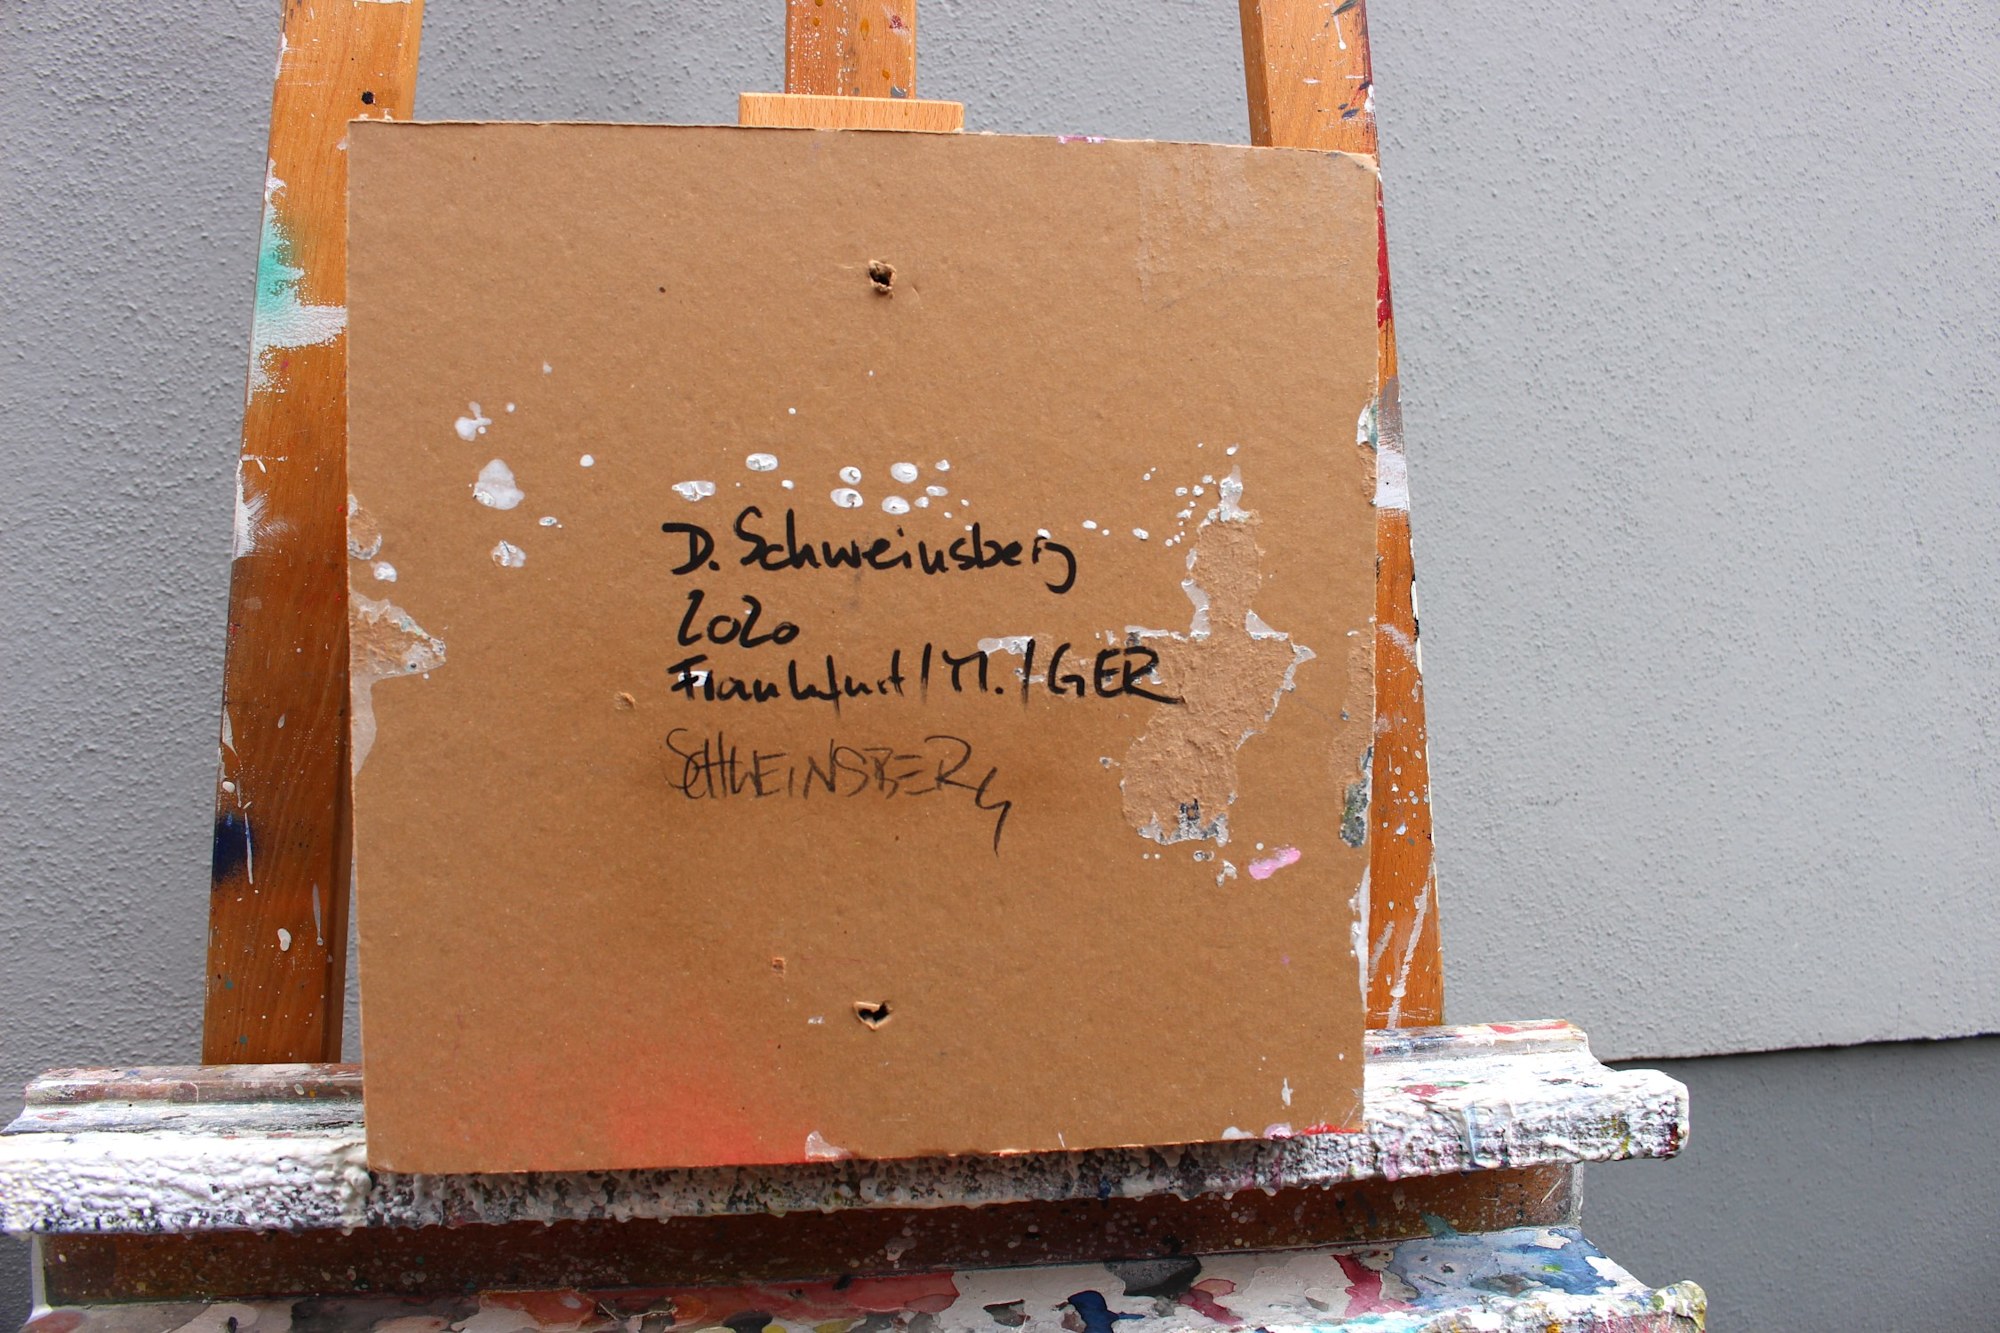 D. Schweinsberg
2020
Frankfurt/M./GER
SCHWEINSBERG